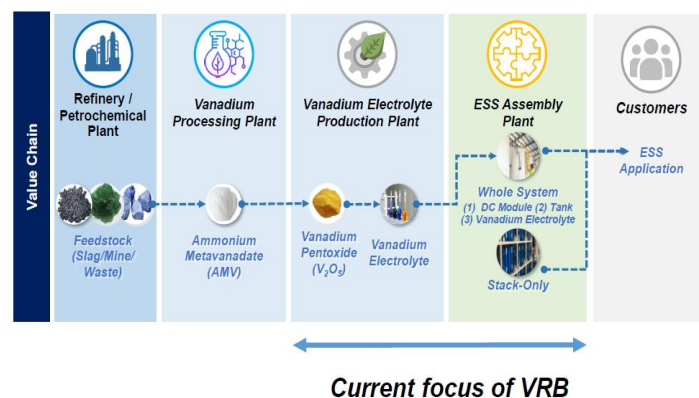 Value Chain
Refinery /
Petrochemical
Plant
Vanadium
Processing Plant
Vanadium Electrolyte
Production Plant
ESS Assembly
Plant
Customers
Feedstock
(Slag/Mine/
Waste)
Ammonium
Metavanadate
(AMV)
Vanadium
Pentoxide
(V₂O₅)
Vanadium
Electrolyte
Whole System
(1) DC Module (2) Tank
(3) Vanadium Electrolyte
Stack-Only
ESS
Application
Current focus of VRB